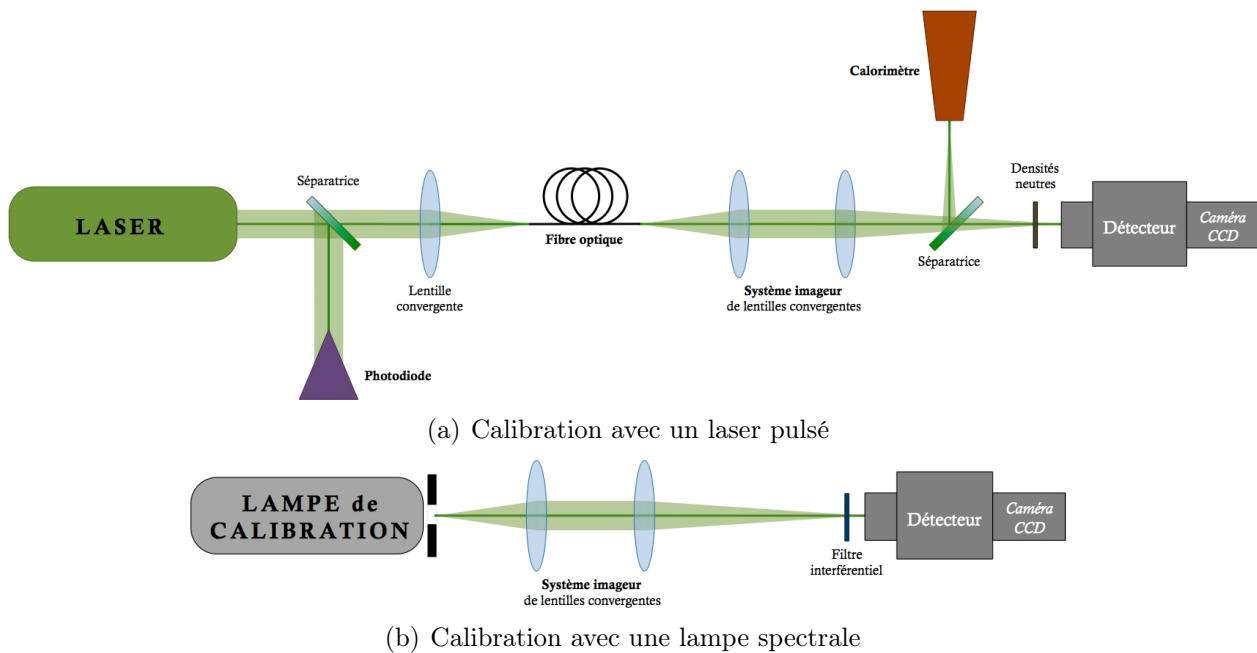 Calorimètre
Séparatrice
Densités
neutres
LASER
Fibre optique
Détecteur
Caméra
CCD
Lentille
convergente
Système imageur
de lentilles convergentes
Séparatrice
Photodiode
(a) Calibration avec un laser pulsé
LAMPE de
CALIBRATION
Détecteur
Caméra
CCD
Filtre
interférentiel
Système imageur
de lentilles convergentes
(b) Calibration avec une lampe spectrale